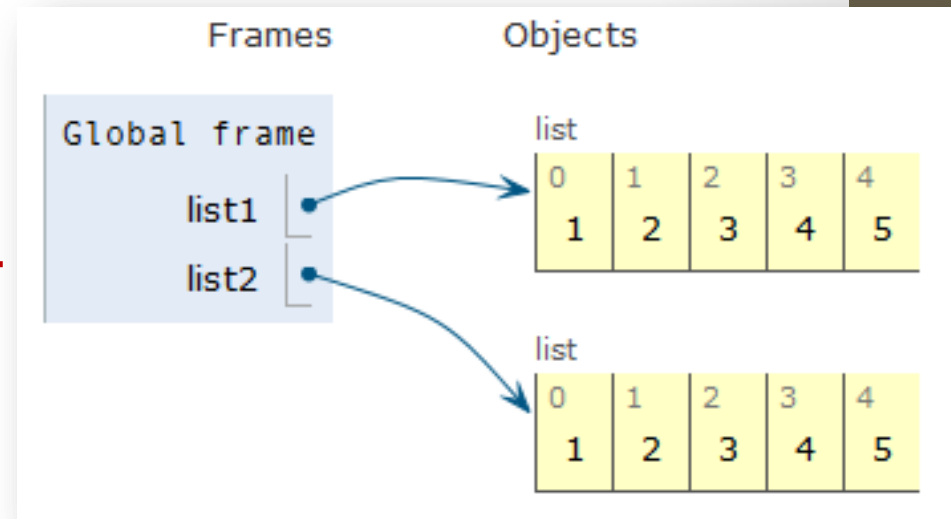 Frames Objects
Global frame
list1
list2
list
0 1 2 3 4
1 2 3 4 5
list
0 1 2 3 4
1 2 3 4 5